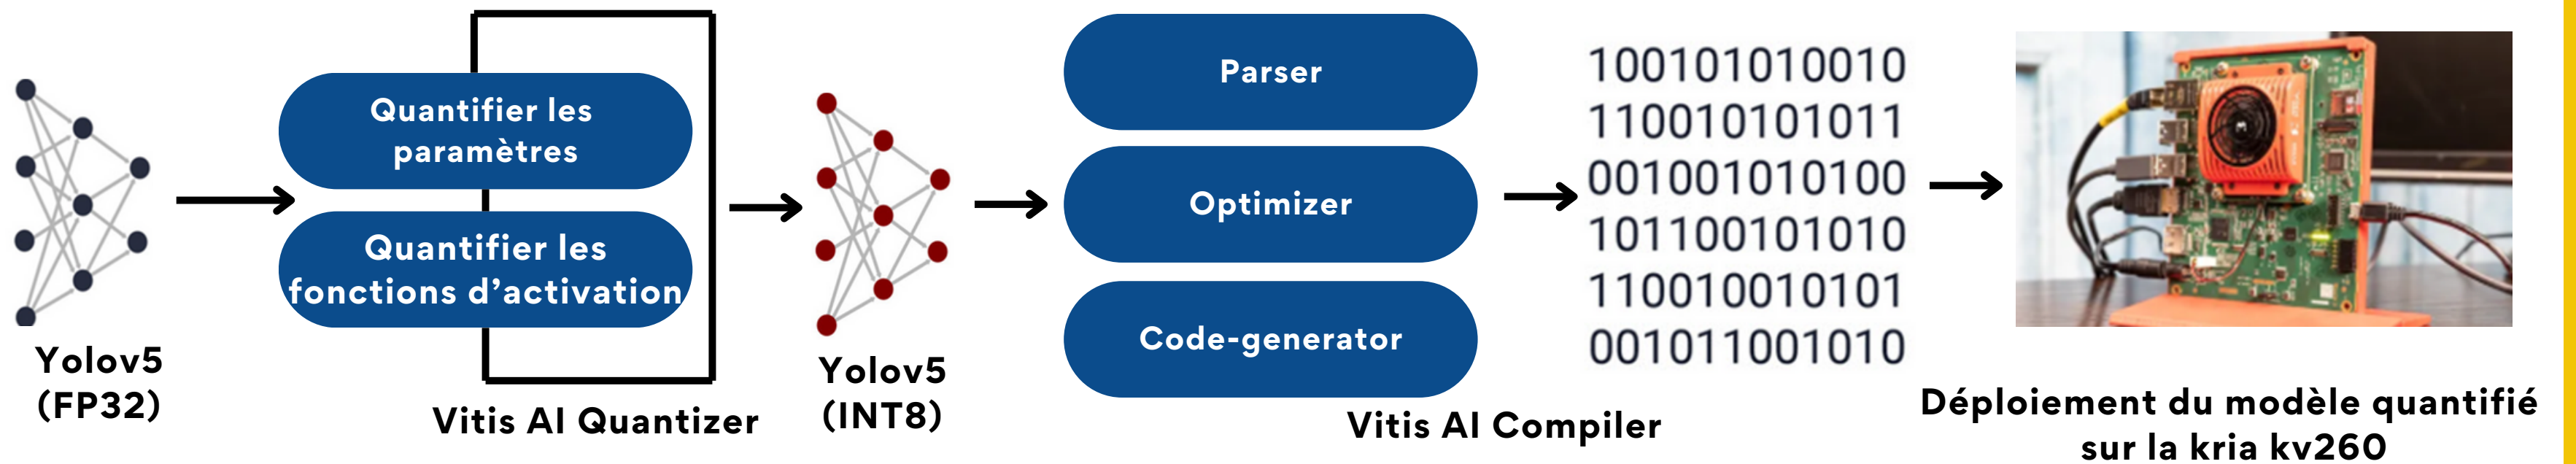 Yolov5
(FP32)
Quantifier les
paramètres
Quantifier les
fonctions d’activation
Vitis AI Quantizer
Yolov5
(INT8)
Parser
Optimizer
Code-generator
Vitis AI Compiler
100101010010
110010101011
001001010100
101100101010
110010010101
001011001010
Déploiement du modèle quantifié
sur la kria kv260